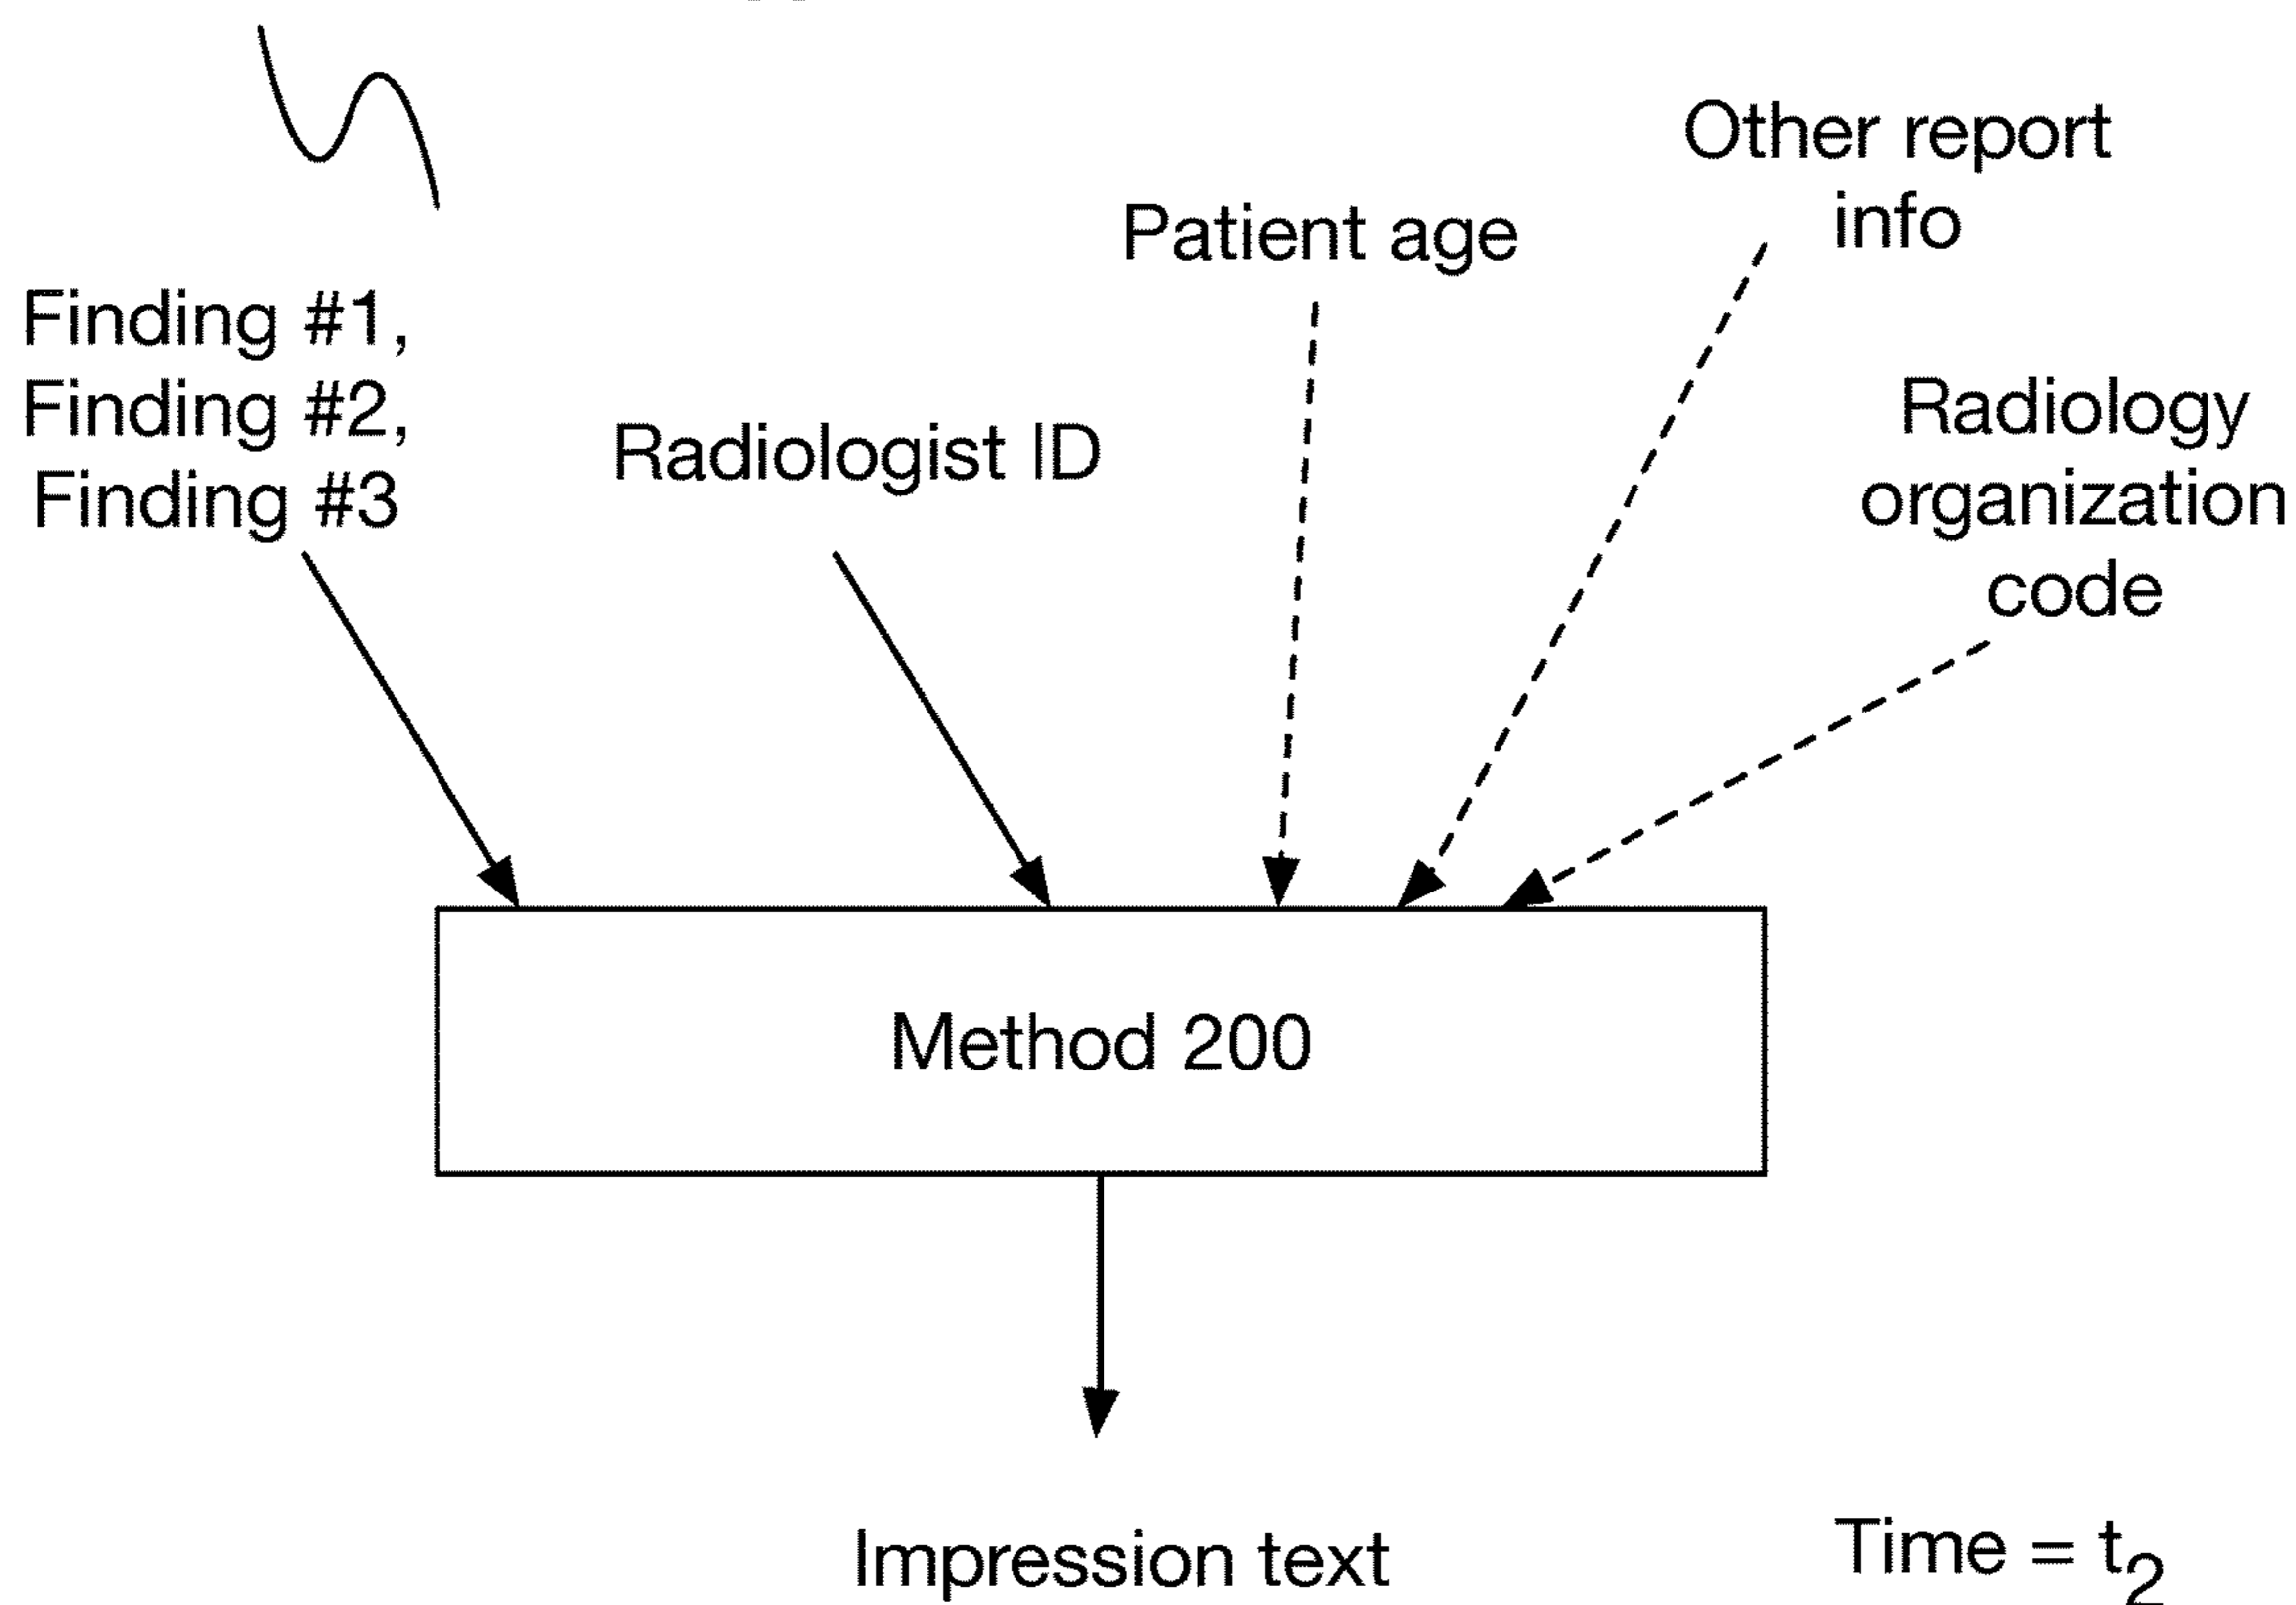 Other report
info
Patient age
Finding #1,
Finding #2,
Finding #3
Radiologist ID
Radiology
organization
code
Method 200
Impression text
Time = t2